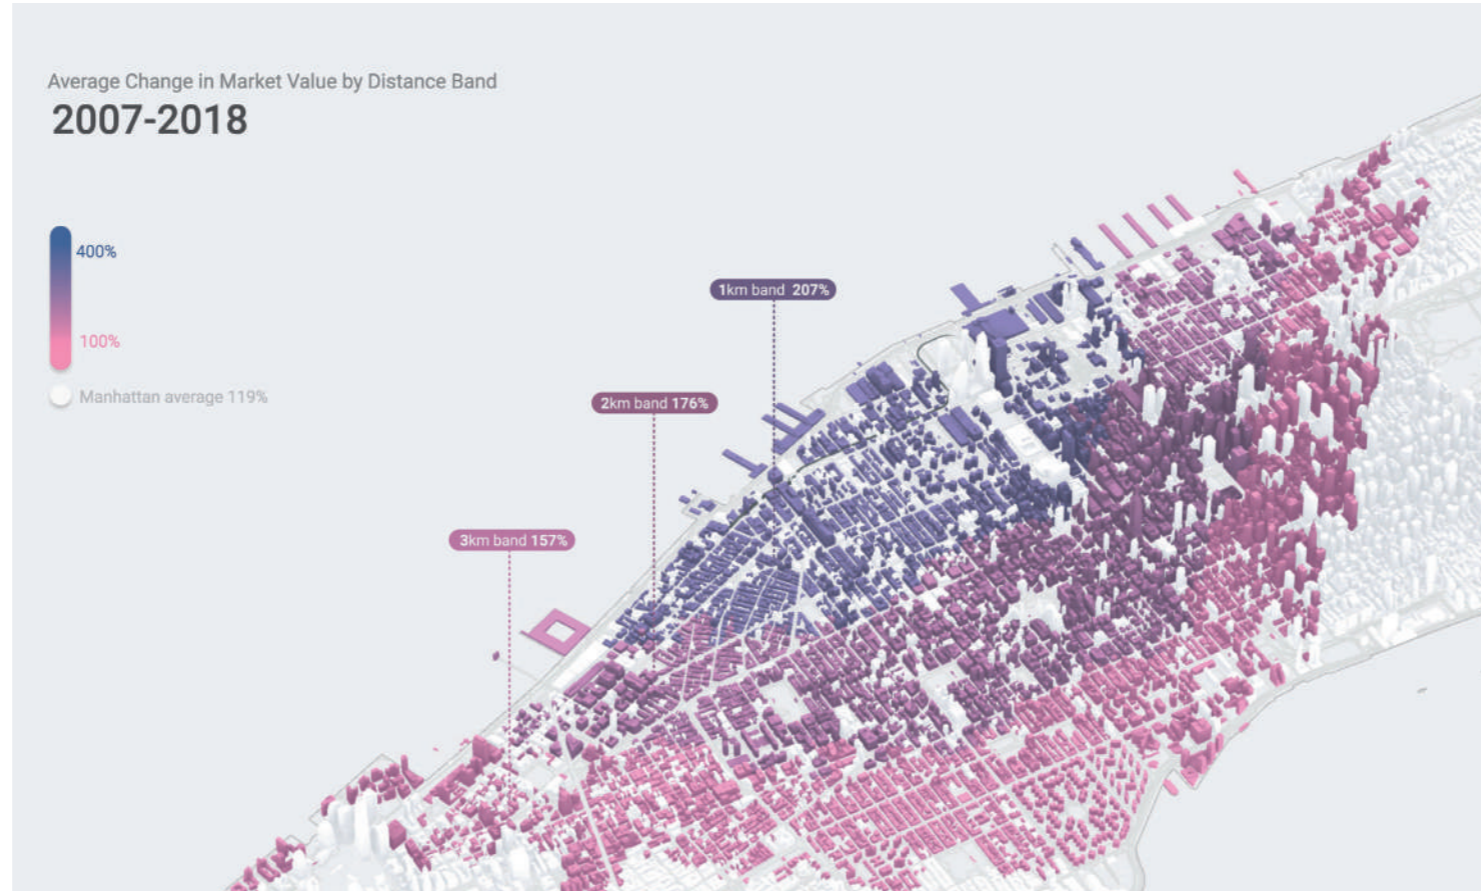 Average Change in Market Value by Distance Band
2007-2018
400%
100%
Manhattan average 119%
1km band 207%
2km band 176%
3km band 157%